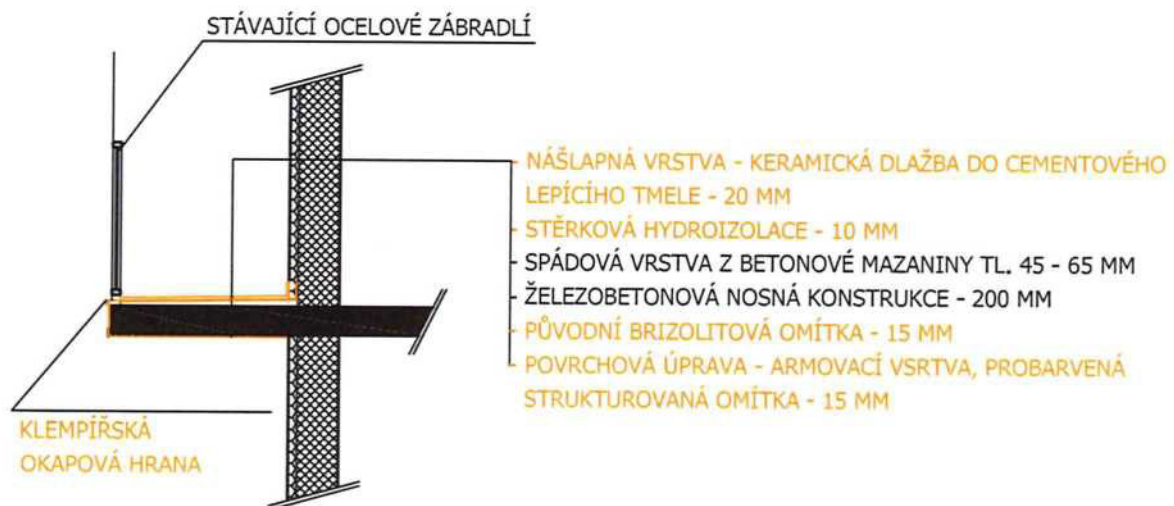 STÁVAJÍCÍ OCELOVÉ ZÁBRADLÍ
NÁŠLAPNÁ VRSTVA - KERAMICKÁ DLAŽBA DO CEMENTOVÉHO
LEPÍCÍHO TMELE - 20 MM
STĚRKOVÁ HYDROIZOLACE - 10 MM
SPÁDOVÁ VRSTVA Z BETONOVÉ MAZANINY TL. 45 - 65 MM
ŽELEZOBETONOVÁ NOSNÁ KONSTRUKCE - 200 MM
PŮVODNÍ BRIZOLITOVÁ OMÍTKA - 15 MM
POVRCHOVÁ ÚPRAVA - ARMOVACÍ VSRTVA, PROBARVENÁ
STRUKTUROVANÁ OMÍTKA - 15 MM
KLEMPÍŘSKÁ
OKAPOVÁ HRANA